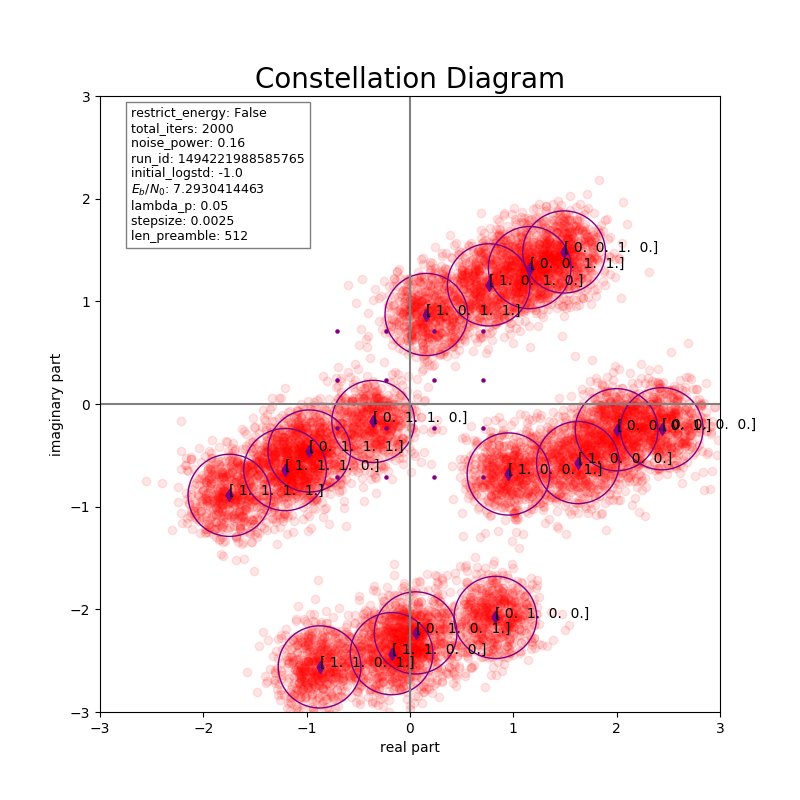 Constellation Diagram
restrict_energy: False
total_iters: 2000
noise_power: 0.16
run_id: 1494221988585765
initial_logstd: -1.0
E_b/N_0: 7.2930414463
lambda_p: 0.05
stepsize: 0.0025
len_preamble: 512
3
2
1
0
−1
−2
−3
imaginary part
[ 0.  0.  1.  0.]
[ 0.  0.  1.  1.]
[ 1.  0.  1.  0.]
[ 1.  0.  1.  1.]
[ 0.  1.  1.  0.]
[ 0.  0.  0.  1.]
[ 0.  0.  0.  0.]
[ 0.  1.  1.  1.]
[ 1.  0.  0.  0.]
[ 1.  1.  1.  0.]
[ 1.  0.  0.  1.]
[ 1.  1.  1.  1.]
[ 0.  1.  0.  0.]
[ 0.  1.  0.  1.]
[ 1.  1.  0.  0.]
[ 1.  1.  0.  1.]
−3 −2 −1 0 1 2 3
real part